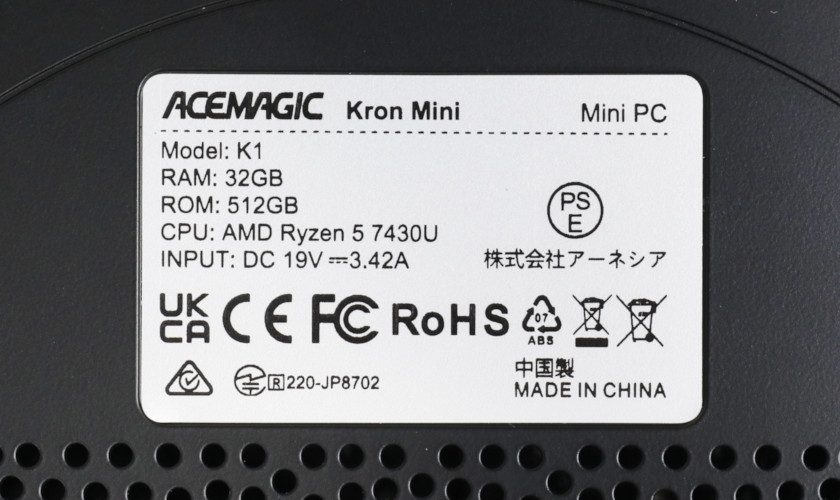 ACEMAGIC Kron Mini Mini PC
Model: K1
RAM: 32GB
ROM: 512GB
CPU: AMD Ryzen 5 7430U
INPUT: DC 19V⎓3.42A
PS
E
株式会社アーネシア
UK
CA CE FC RoHS 07
ABS
R 220-JP8702
中国製
MADE IN CHINA